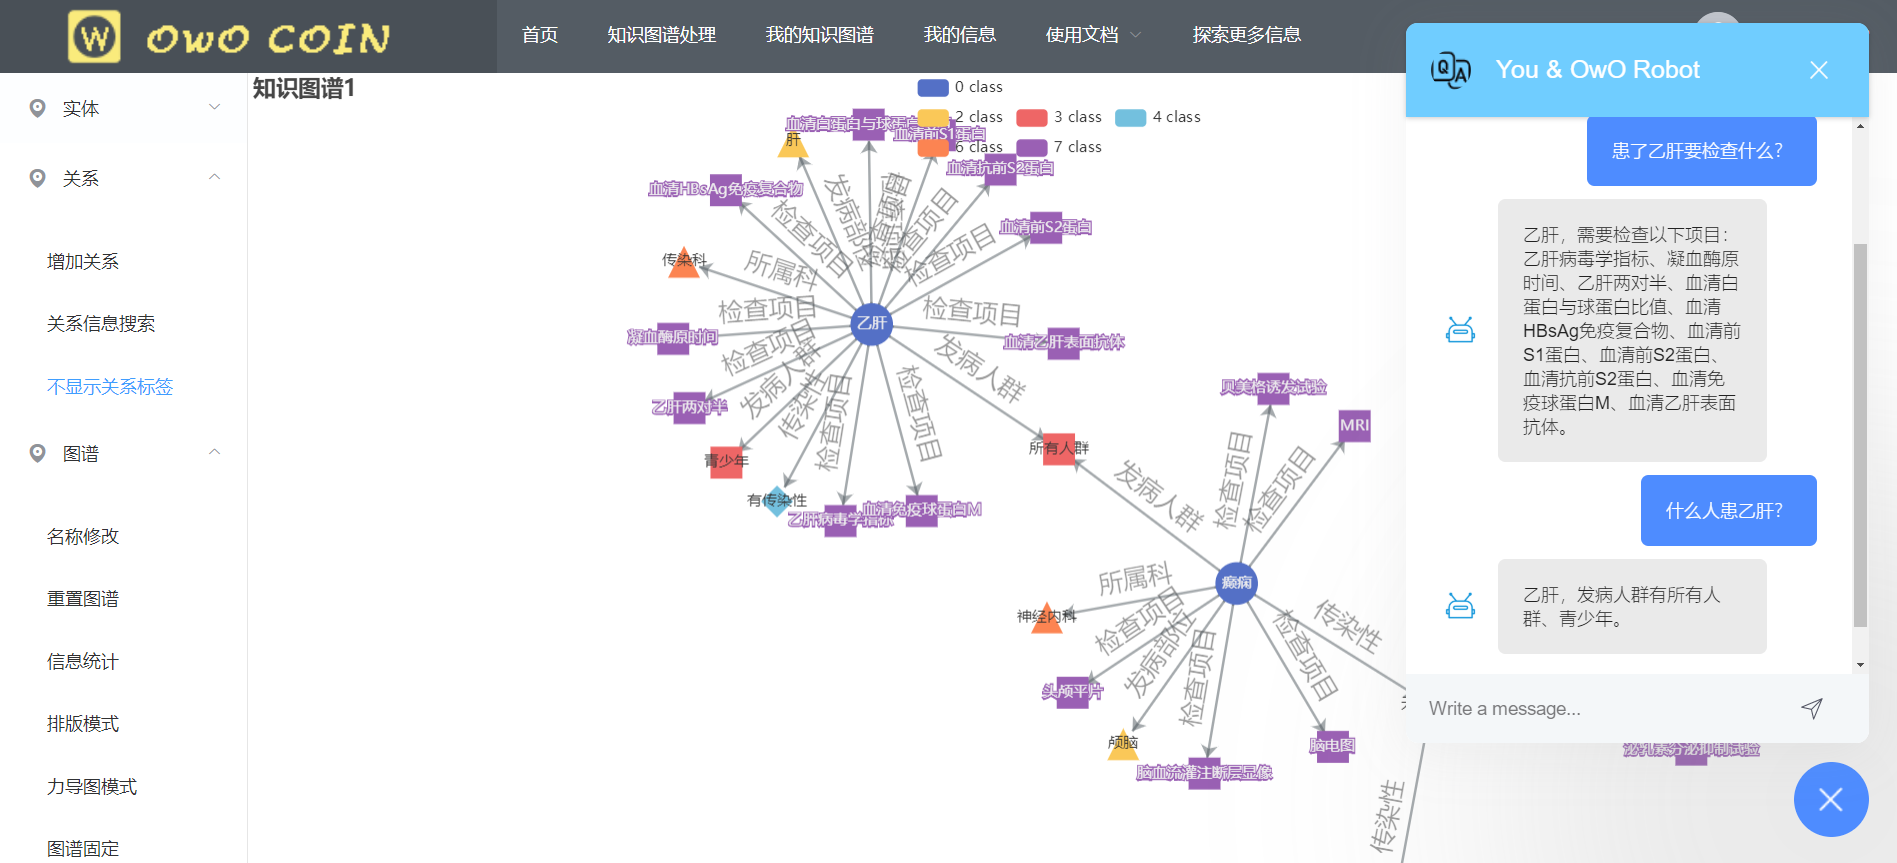 W OwO COIN
首页
知识图谱处理
我的知识图谱
我的信息
使用文档
探索更多信息
实体
关系
增加关系
关系信息搜索
不显示关系标签
图谱
名称修改
重置图谱
信息统计
排版模式
力导图模式
图谱固定
知识图谱1
0 class
2 class
3 class
4 class
6 class
7 class
肝
血清白蛋白与球蛋白
血清前S1蛋白
血清抗前S2蛋白
血清HBsAg免疫复合物
血清前S2蛋白
传染科
乙肝
凝血酶原时间
血清乙肝表面抗体
乙肝两对半
青少年
有传染性
乙肝病毒学指标
血清免疫球蛋白M
所有人群
检查项目
发病部位
检查项目
检查项目
检查项目
检查项目
所属科
检查项目
检查项目
检查项目
发病人群
发病人群
传染性
检查项目
检查项目
贝美格诱发试验
MRI
检查项目
检查项目
发病人群
癫痫
所属科
神经内科
检查项目
发病部位
检查项目
检查项目
传染性
头颅平片
颅脑
脑血流灌注断层显像
脑电图
传染性
泌乳素分泌抑制试验
QA
You & OwO Robot
患了乙肝要检查什么？
乙肝，需要检查以下项目：
乙肝病毒学指标、凝血酶原
时间、乙肝两对半、血清白
蛋白与球蛋白比值、血清
HBsAg免疫复合物、血清前
S1蛋白、血清前S2蛋白、
血清抗前S2蛋白、血清免
疫球蛋白M、血清乙肝表面
抗体。
什么人患乙肝？
乙肝，发病人群有所有人
群、青少年。
Write a message...